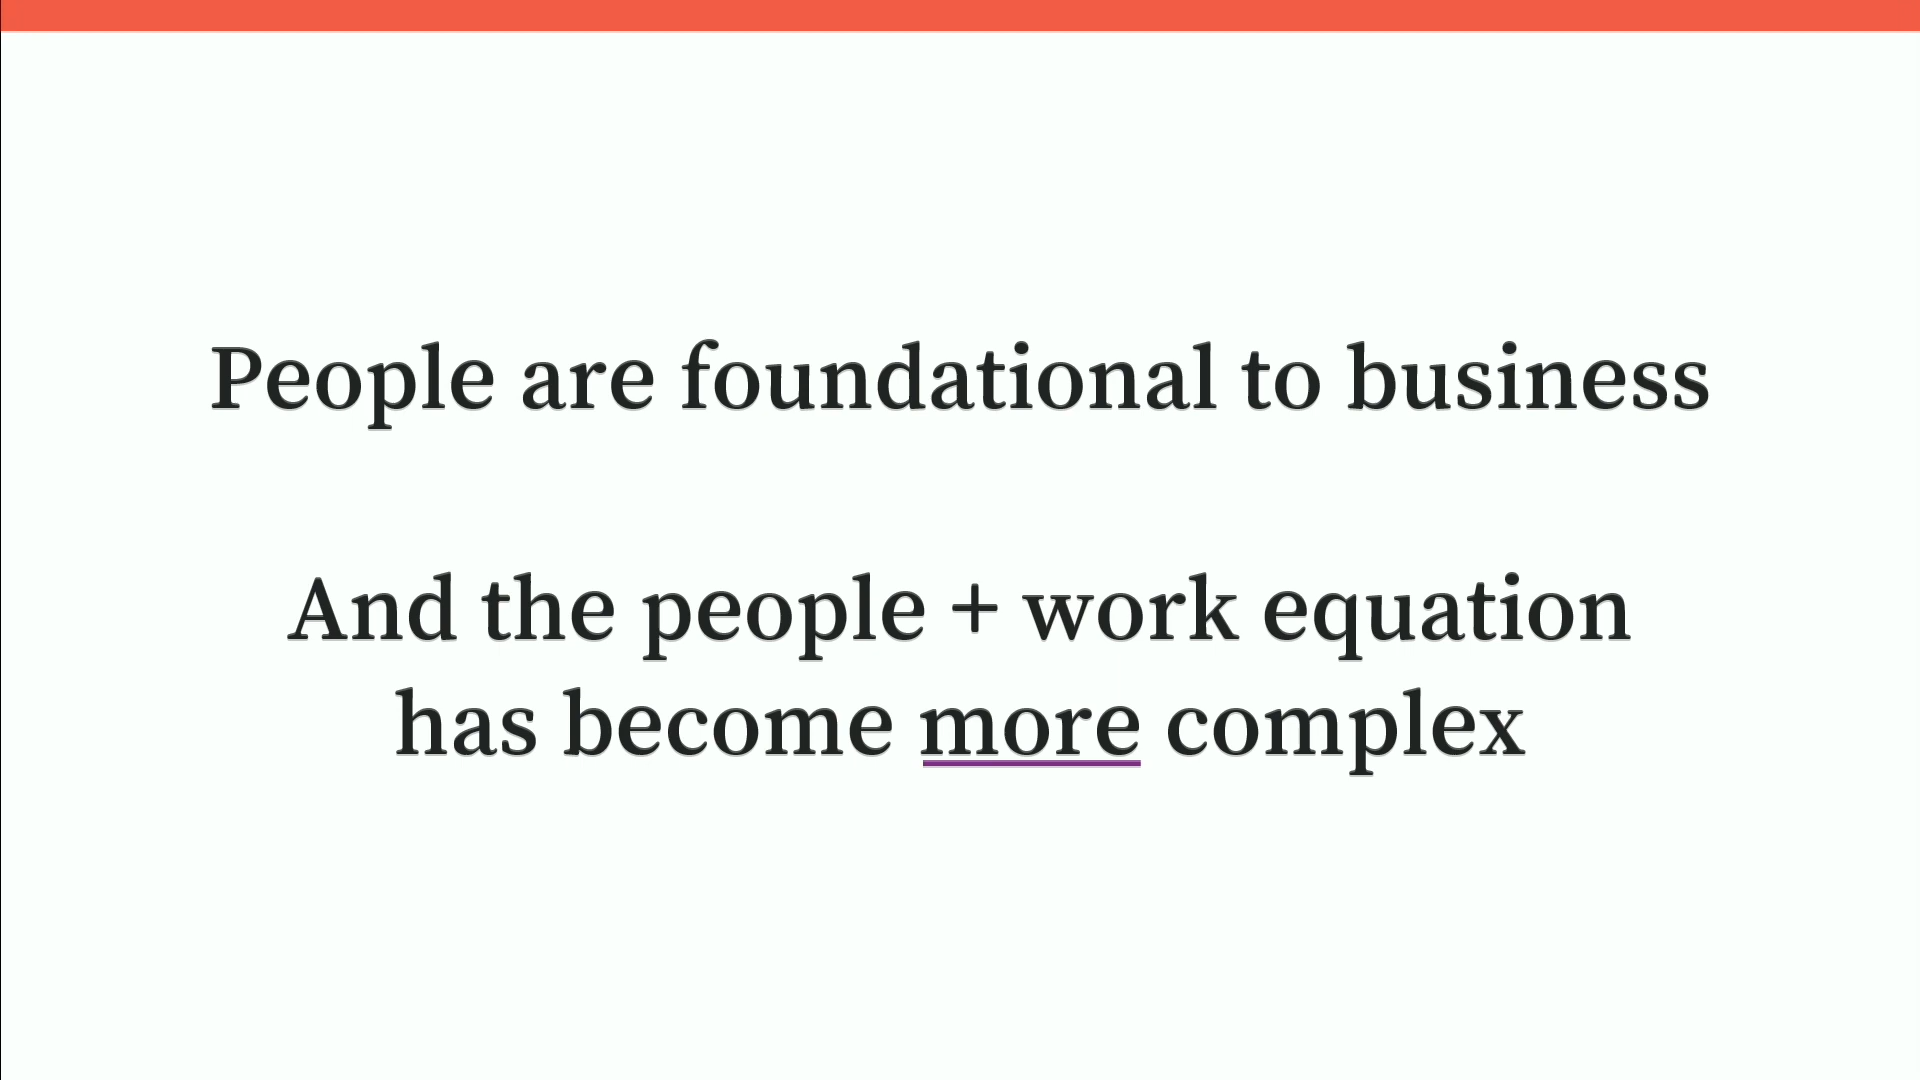 People are foundational to business
And the people + work equation
has become more complex